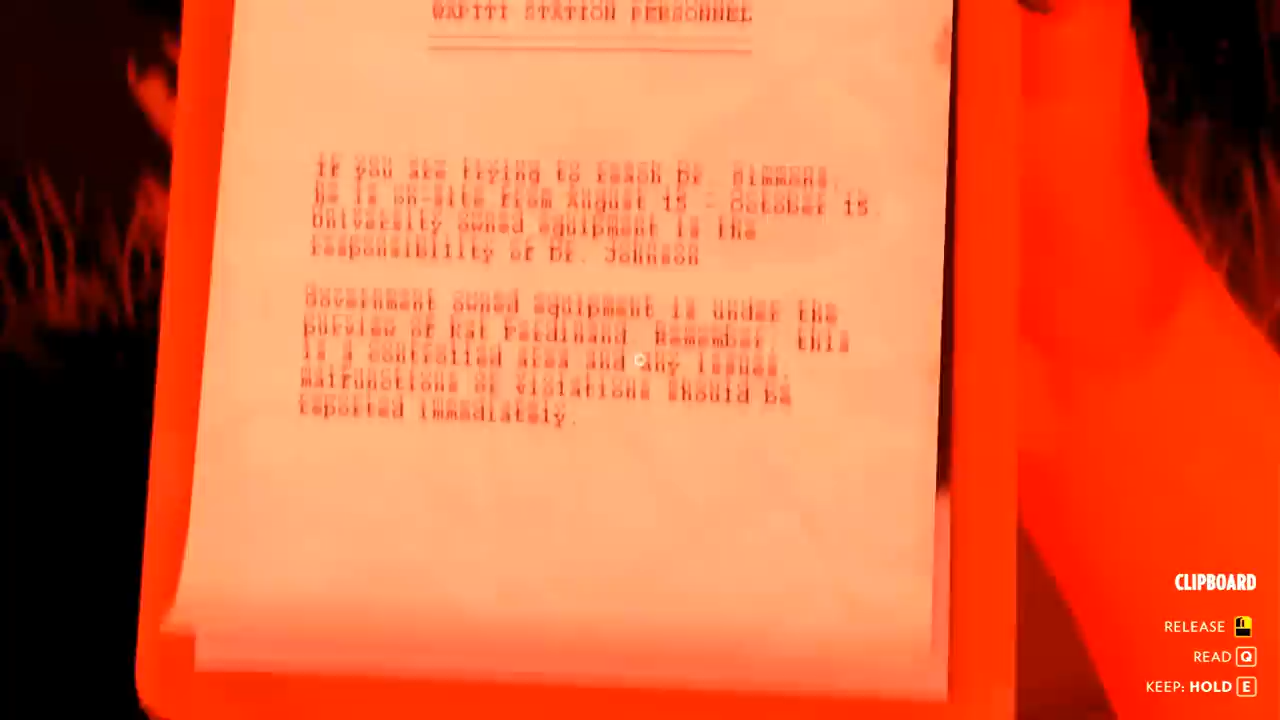 WAPITI STATION PERSONNEL
If you are trying to reach Dr. Simmons,
he is on-site from August 15 - October 15.
University owned equipment is the
responsibility of Dr. Johnson
Government owned equipment is under the
purview of Kat Ferdinand. Remember, this
is a controlled area and any issues,
malfunctions or violations should be
reported immediately.
CLIPBOARD
RELEASE
READ Q
KEEP: HOLD E